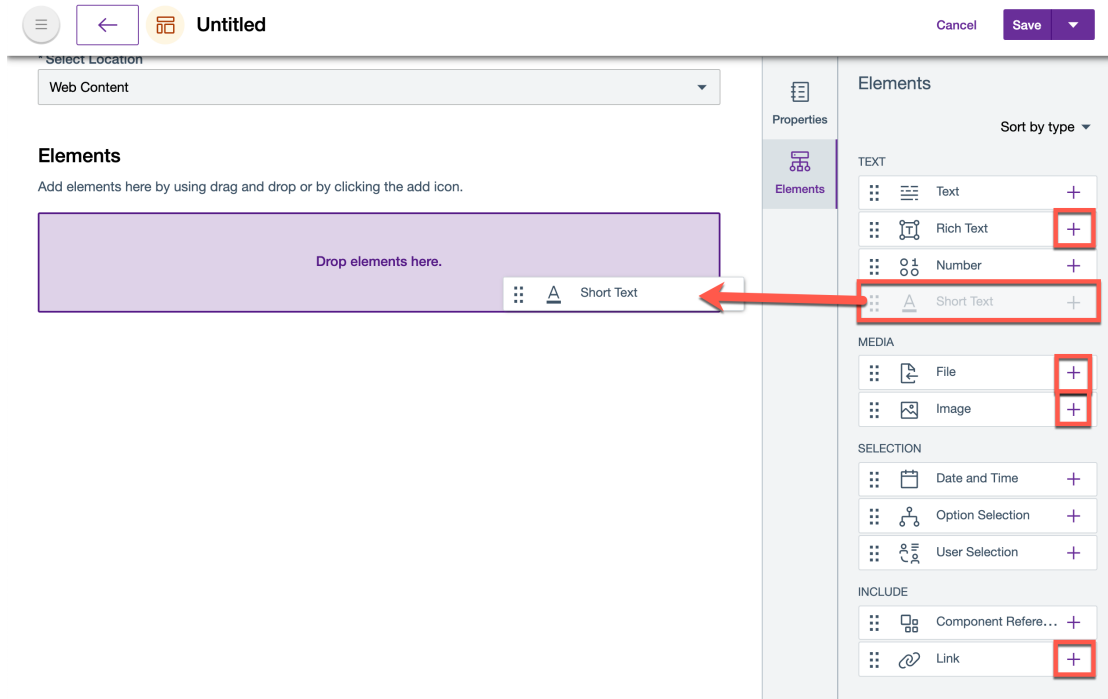 Untitled
Cancel
Save
* Select Location
Web Content
Elements
Add elements here by using drag and drop or by clicking the add icon.
Drop elements here.
Short Text
Properties
Elements
Elements
Sort by type
TEXT
Text
Rich Text
Number
Short Text
MEDIA
File
Image
SELECTION
Date and Time
Option Selection
User Selection
INCLUDE
Component Refere...
Link